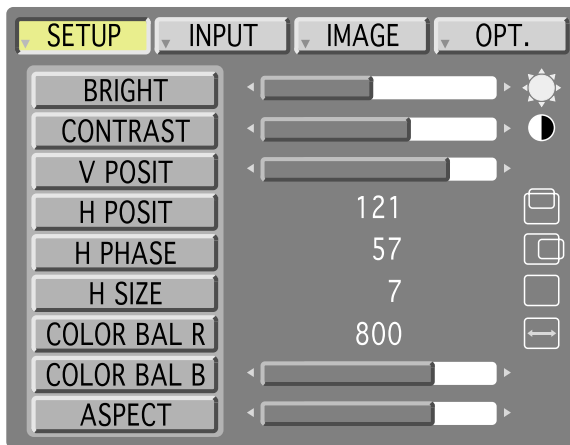 SETUP INPUT IMAGE OPT.
BRIGHT
CONTRAST
V POSIT
H POSIT 121
H PHASE 57
H SIZE 7
COLOR BAL R 800
COLOR BAL B
ASPECT